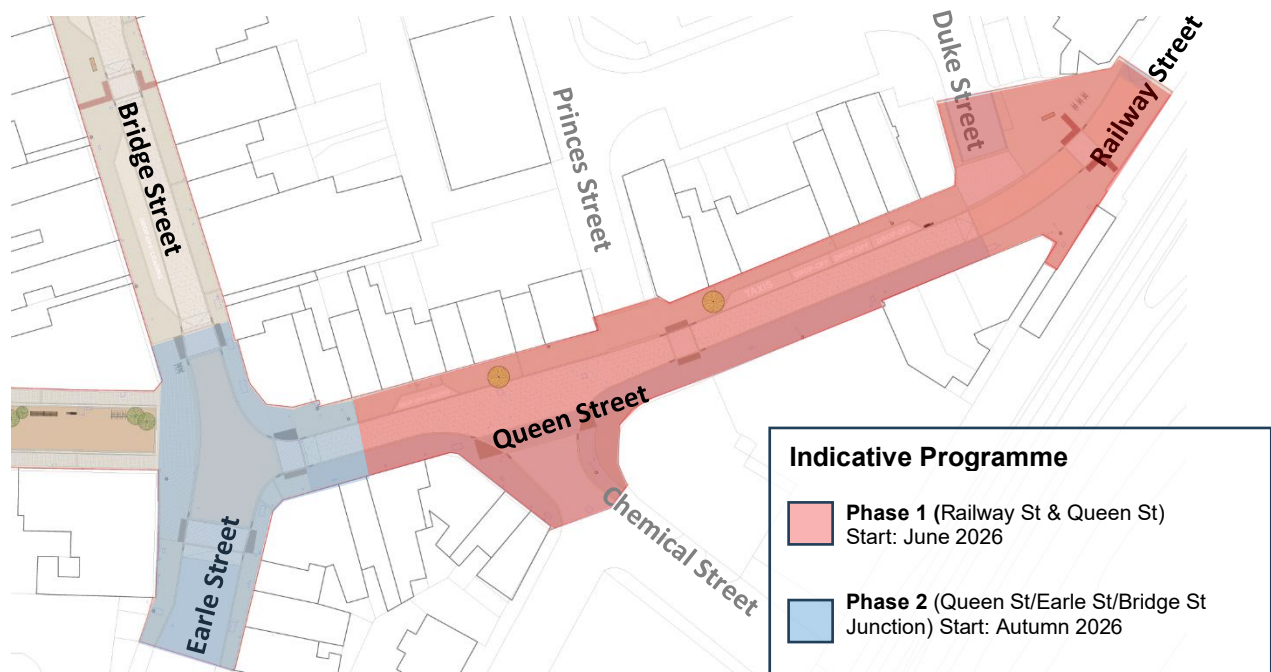 Bridge Street
Princes Street
Duke Street
Railway Street
TAXIS
Queen Street
Chemical Street
Earle Street
Indicative Programme
Phase 1 (Railway St & Queen St)
Start: June 2026
Phase 2 (Queen St/Earle St/Bridge St
Junction) Start: Autumn 2026